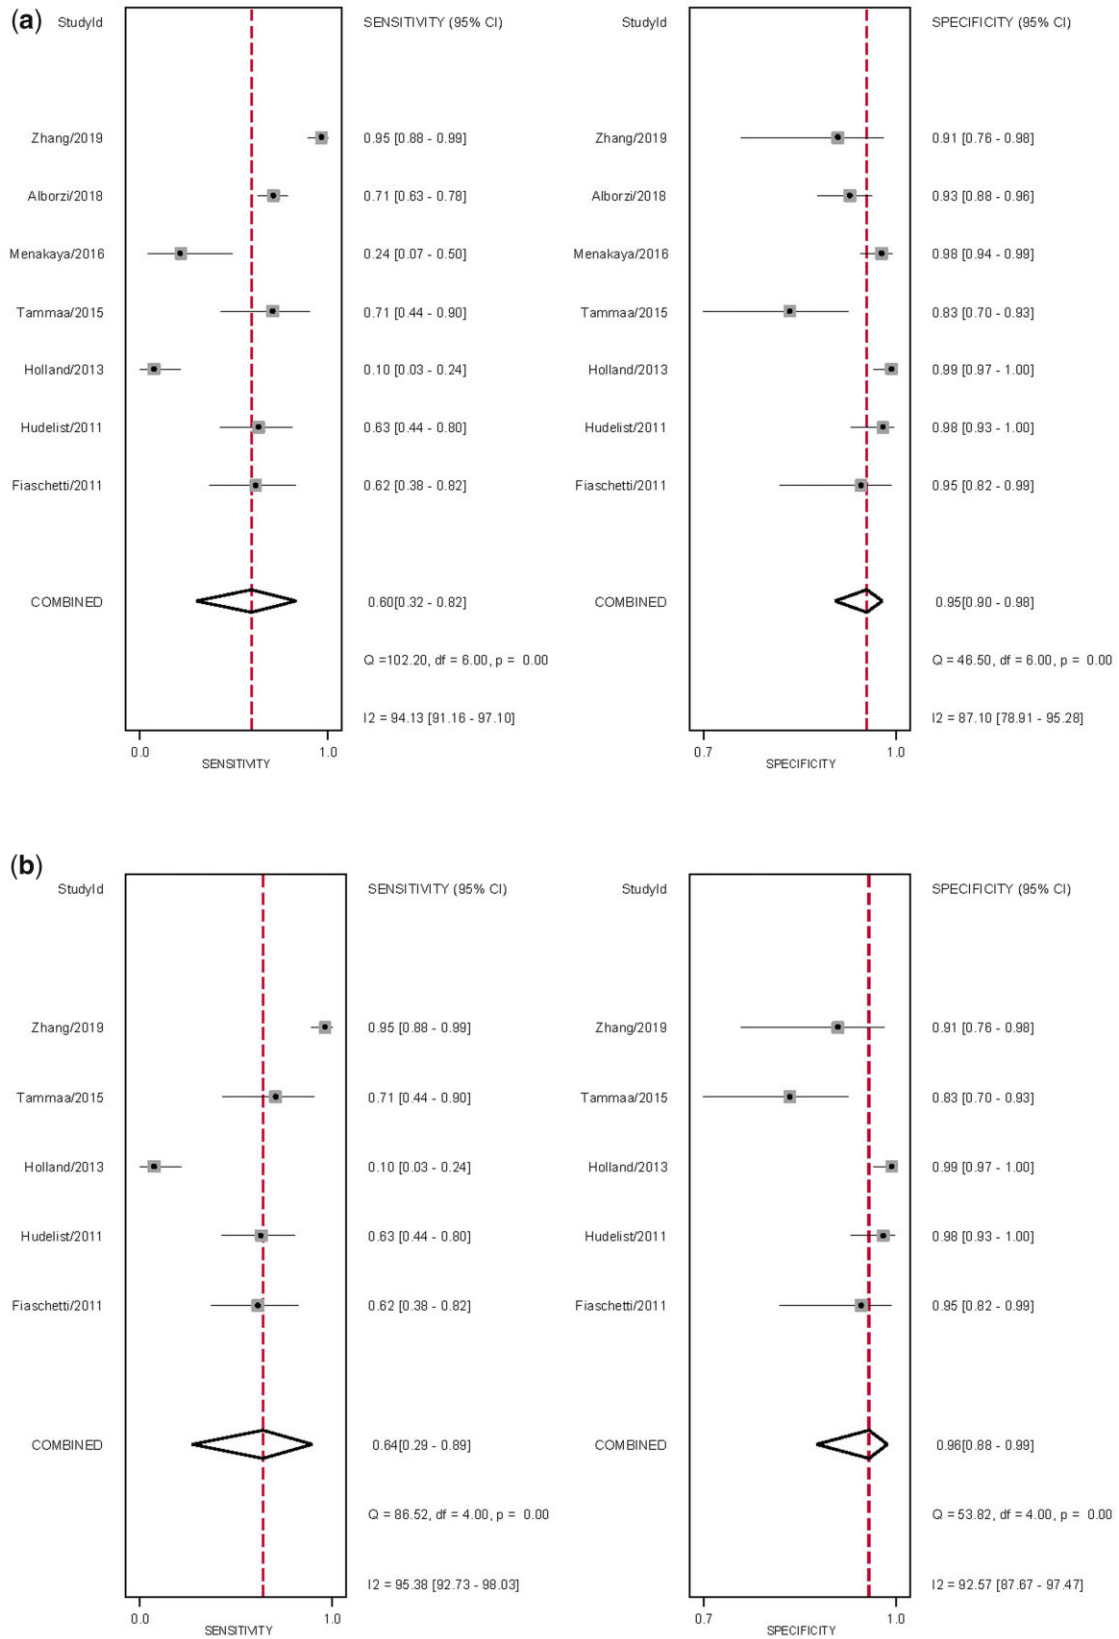 (a) StudyId SENSITIVITY (95% CI) StudyId SPECIFICITY (95% CI)
Zhang/2019 0.95 [0.88 - 0.99] Zhang/2019 0.91 [0.76 - 0.98]
Alborzi/2018 0.71 [0.63 - 0.78] Alborzi/2018 0.93 [0.88 - 0.96]
Menakaya/2016 0.24 [0.07 - 0.50] Menakaya/2016 0.98 [0.94 - 0.99]
Tammaa/2015 0.71 [0.44 - 0.90] Tammaa/2015 0.83 [0.70 - 0.93]
Holland/2013 0.10 [0.03 - 0.24] Holland/2013 0.99 [0.97 - 1.00]
Hudelist/2011 0.63 [0.44 - 0.80] Hudelist/2011 0.98 [0.93 - 1.00]
Fiaschetti/2011 0.62 [0.38 - 0.82] Fiaschetti/2011 0.95 [0.82 - 0.99]
COMBINED 0.60[0.32 - 0.82] COMBINED 0.95[0.90 - 0.98]
Q =102.20, df = 6.00, p = 0.00 Q = 46.50, df = 6.00, p = 0.00
I2 = 94.13 [91.16 - 97.10] I2 = 87.10 [78.91 - 95.28]
0.0 1.0 0.7 1.0
SENSITIVITY SPECIFICITY
(b) StudyId SENSITIVITY (95% CI) StudyId SPECIFICITY (95% CI)
Zhang/2019 0.95 [0.88 - 0.99] Zhang/2019 0.91 [0.76 - 0.98]
Tammaa/2015 0.71 [0.44 - 0.90] Tammaa/2015 0.83 [0.70 - 0.93]
Holland/2013 0.10 [0.03 - 0.24] Holland/2013 0.99 [0.97 - 1.00]
Hudelist/2011 0.63 [0.44 - 0.80] Hudelist/2011 0.98 [0.93 - 1.00]
Fiaschetti/2011 0.62 [0.38 - 0.82] Fiaschetti/2011 0.95 [0.82 - 0.99]
COMBINED 0.64[0.29 - 0.89] COMBINED 0.96[0.88 - 0.99]
Q = 86.52, df = 4.00, p = 0.00 Q = 53.82, df = 4.00, p = 0.00
I2 = 95.38 [92.73 - 98.03] I2 = 92.57 [87.67 - 97.47]
0.0 1.0 0.7 1.0
SENSITIVITY SPECIFICITY